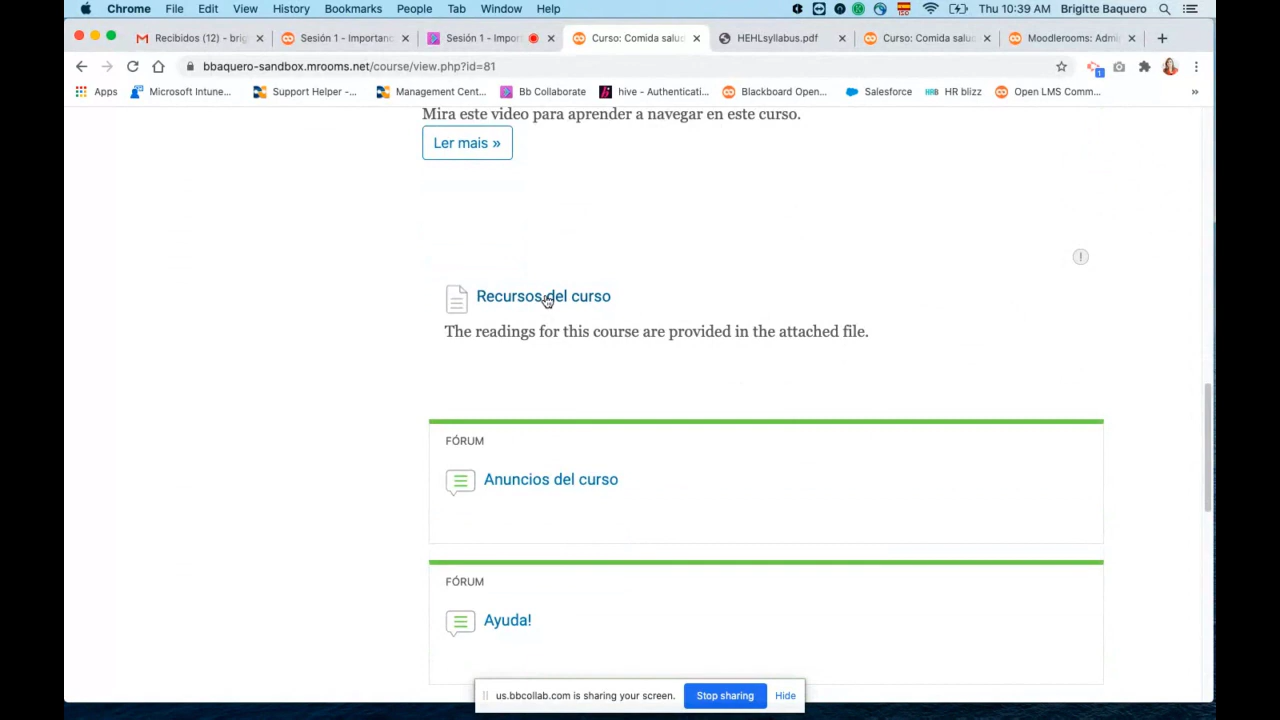 Chrome File Edit View History Bookmarks People Tab Window Help Thu 10:39 AM Brigitte Baquero
Recibidos (12) - brig Sesión 1 - Importanc Sesión 1 - Impor Curso: Comida salud HEHLsyllabus.pdf Curso: Comida salud Moodlerooms: Admi
bbaquero-sandbox.mrooms.net/course/view.php?id=81
Apps Microsoft Intune... Support Helper -... Management Cent... Bb Collaborate hive - Authenticati... Blackboard Open... Salesforce HRB HR blizz Open LMS Comm... »
Mira este video para aprender a navegar en este curso.
Ler mais »
Recursos del curso
The readings for this course are provided in the attached file.
FÓRUM
Anuncios del curso
FÓRUM
Ayuda!
us.bbcollab.com is sharing your screen. Stop sharing Hide